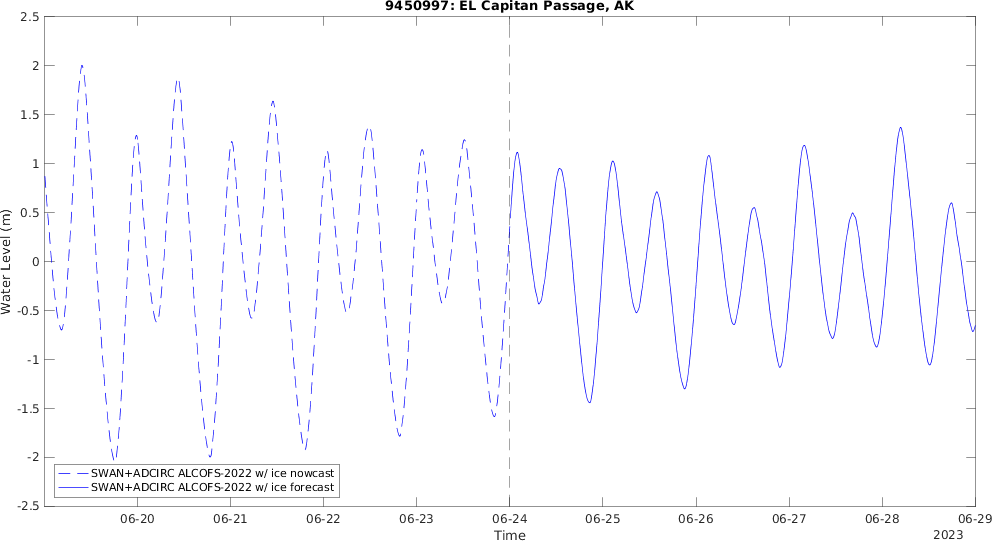 9450997: EL Capitan Passage, AK
2.5
2
1.5
1
0.5
0
-0.5
-1
-1.5
-2
-2.5
Water Level (m)
SWAN+ADCIRC ALCOFS-2022 w/ ice nowcast
SWAN+ADCIRC ALCOFS-2022 w/ ice forecast
06-20 06-21 06-22 06-23 06-24 06-25 06-26 06-27 06-28 06-29
Time
2023